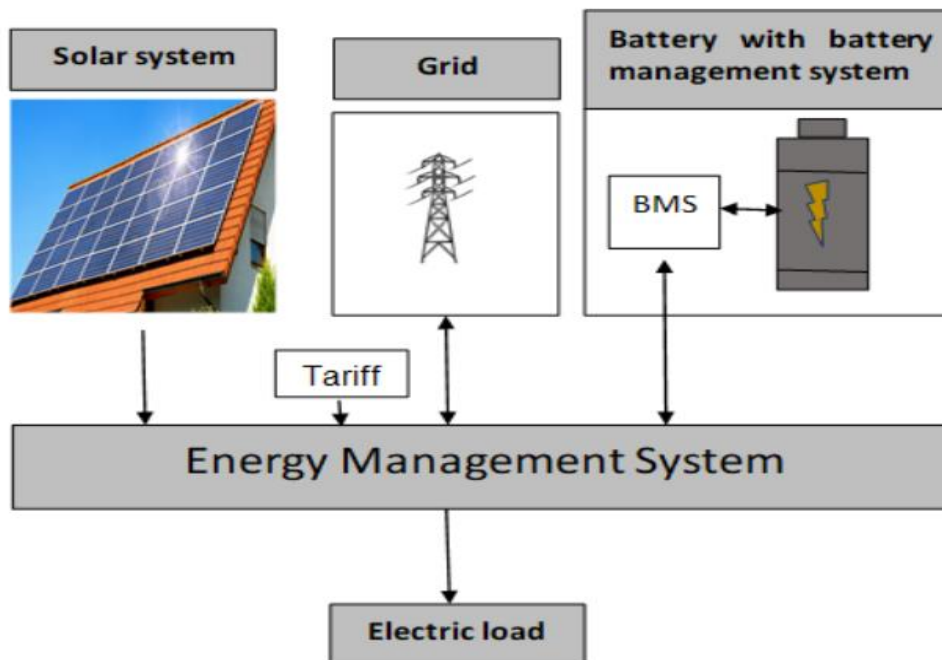 Solar system
Grid
Battery with battery
management system
BMS
Tariff
Energy Management System
Electric load